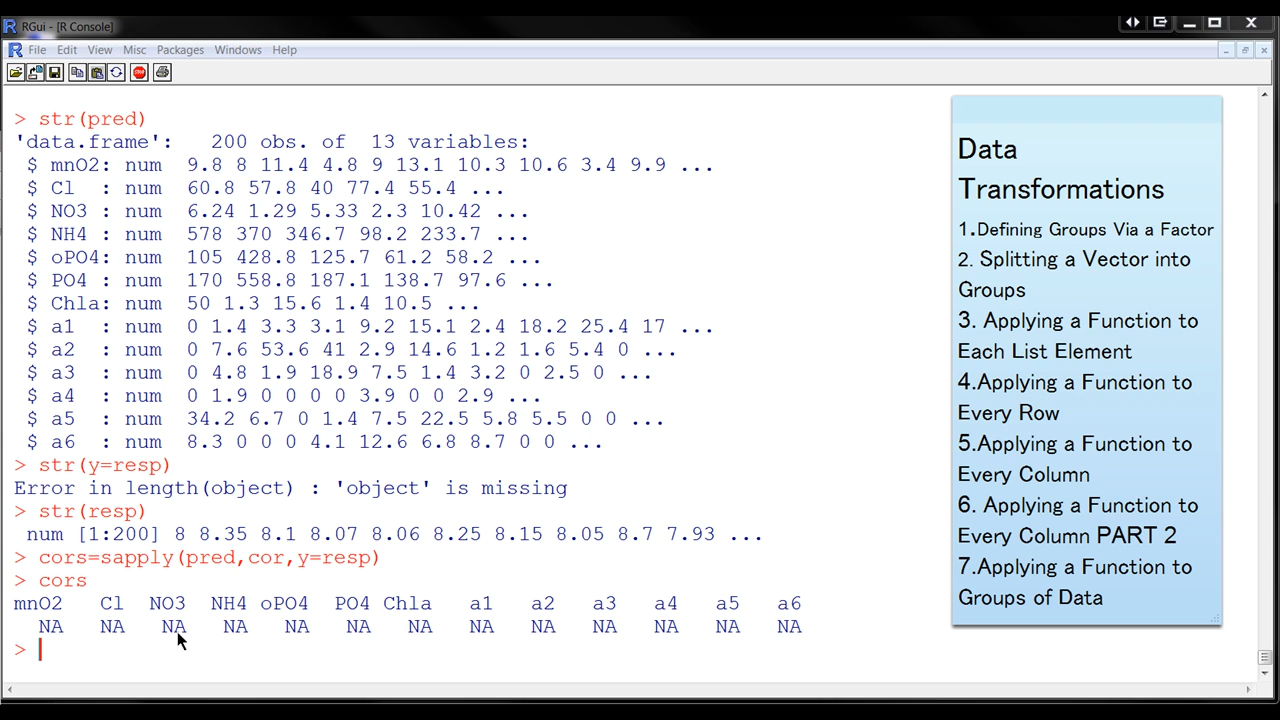 RGui - [R Console]
File Edit View Misc Packages Windows Help
STOP
> str(pred)
'data.frame':   200 obs. of  13 variables:
 $ mnO2: num  9.8 8 11.4 4.8 9 13.1 10.3 10.6 3.4 9.9 ...
 $ Cl  : num  60.8 57.8 40 77.4 55.4 ...
 $ NO3 : num  6.24 1.29 5.33 2.3 10.42 ...
 $ NH4 : num  578 370 346.7 98.2 233.7 ...
 $ oPO4: num  105 428.8 125.7 61.2 58.2 ...
 $ PO4 : num  170 558.8 187.1 138.7 97.6 ...
 $ Chla: num  50 1.3 15.6 1.4 10.5 ...
 $ a1  : num  0 1.4 3.3 3.1 9.2 15.1 2.4 18.2 25.4 17 ...
 $ a2  : num  0 7.6 53.6 41 2.9 14.6 1.2 1.6 5.4 0 ...
 $ a3  : num  0 4.8 1.9 18.9 7.5 1.4 3.2 0 2.5 0 ...
 $ a4  : num  0 1.9 0 0 0 0 3.9 0 0 2.9 ...
 $ a5  : num  34.2 6.7 0 1.4 7.5 22.5 5.8 5.5 0 0 ...
 $ a6  : num  8.3 0 0 0 4.1 12.6 6.8 8.7 0 0 ...
> str(y=resp)
Error in length(object) : 'object' is missing
> str(resp)
 num [1:200] 8 8.35 8.1 8.07 8.06 8.25 8.15 8.05 8.7 7.93 ...
> cors=sapply(pred,cor,y=resp)
> cors
mnO2   Cl  NO3  NH4 oPO4  PO4 Chla   a1   a2   a3   a4   a5   a6
  NA   NA   NA   NA   NA   NA   NA   NA   NA   NA   NA   NA   NA
>
Data
Transformations
1.Defining Groups Via a Factor
2. Splitting a Vector into
Groups
3. Applying a Function to
Each List Element
4.Applying a Function to
Every Row
5.Applying a Function to
Every Column
6. Applying a Function to
Every Column PART 2
7.Applying a Function to
Groups of Data